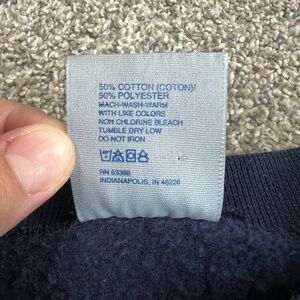 50% COTTON (COTON)/
50% POLYESTER
MACH-WASH-WARM
WITH LIKE COLORS
NON CHLORINE BLEACH
TUMBLE DRY LOW
DO NOT IRON
RN 63368
INDIANAPOLIS, IN 46226